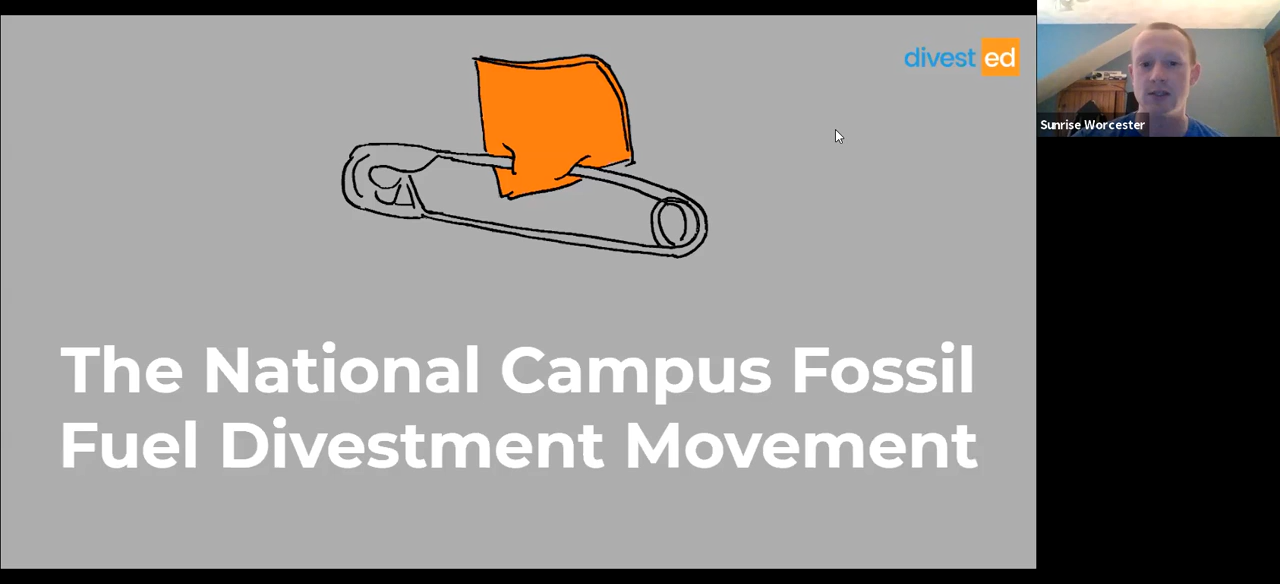 divest ed
Sunrise Worcester
The National Campus Fossil
Fuel Divestment Movement